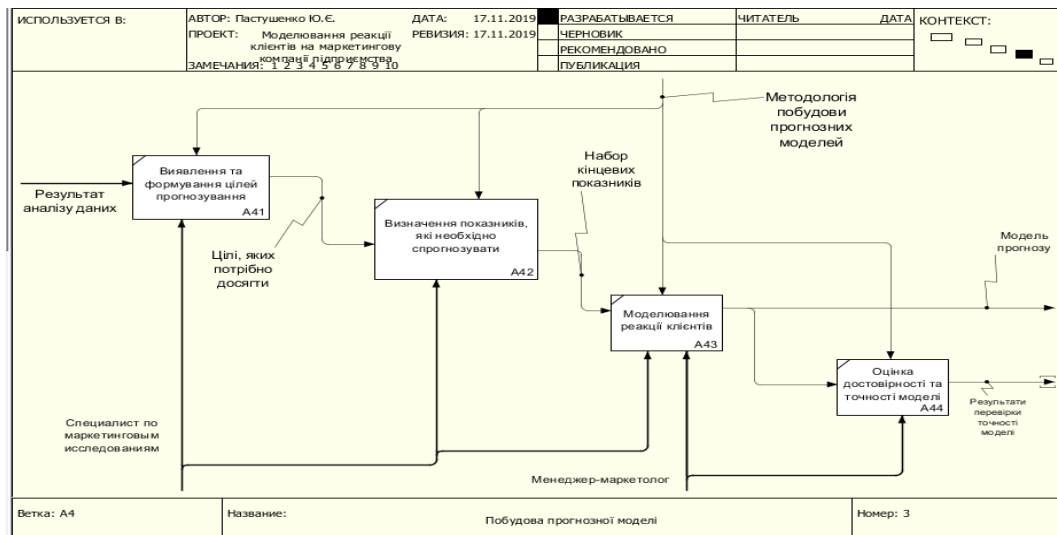 ИСПОЛЬЗУЕТСЯ В:
АВТОР: Пастушенко Ю.Є.
ДАТА: 17.11.2019
ПРОЕКТ: Моделювання реакції
клієнтів на маркетингову
компанії підприємства
РЕВИЗИЯ: 17.11.2019
ЗАМЕЧАНИЯ: 1 2 3 4 5 6 7 8 9 10
РАЗРАБАТЫВАЕТСЯ
ЧЕРНОВИК
РЕКОМЕНДОВАНО
ПУБЛИКАЦИЯ
ЧИТАТЕЛЬ
ДАТА
КОНТЕКСТ:
Методологія
побудови
прогнозних
моделей
Результат
аналізу даних
Виявлення та
формування цілей
прогнозування
A41
Цілі, яких
потрібно
досягти
Визначення показників,
які необхідно
спрогнозувати
A42
Набор
кінцевих
показників
Моделювання
реакції клієнтів
A43
Модель
прогнозу
Оцінка
достовірності та
точності моделі
A44
Результати
перевірки
точності
моделі
Специалист по
маркетинговым
исследованиям
Менеджер-маркетолог
Ветка: A4
Название:
Побудова прогнозної моделі
Номер: 3